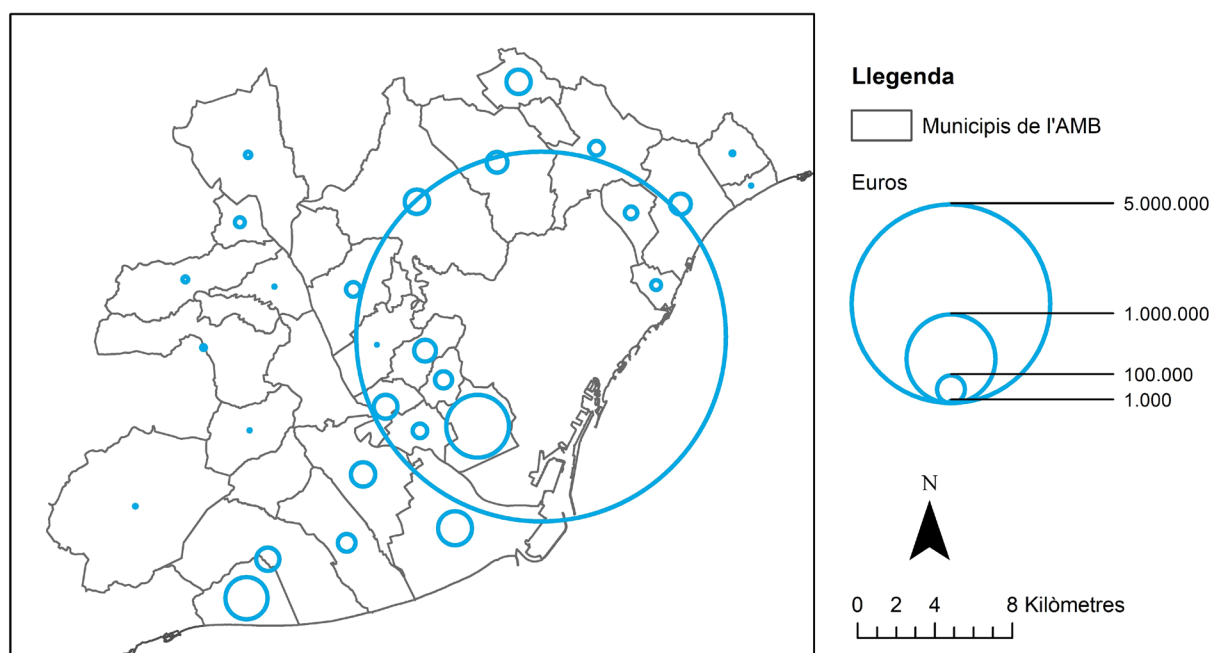 Llegenda
Municipis de l'AMB
Euros
5.000.000
1.000.000
100.000
1.000
N
0 2 4 8 Kilòmetres